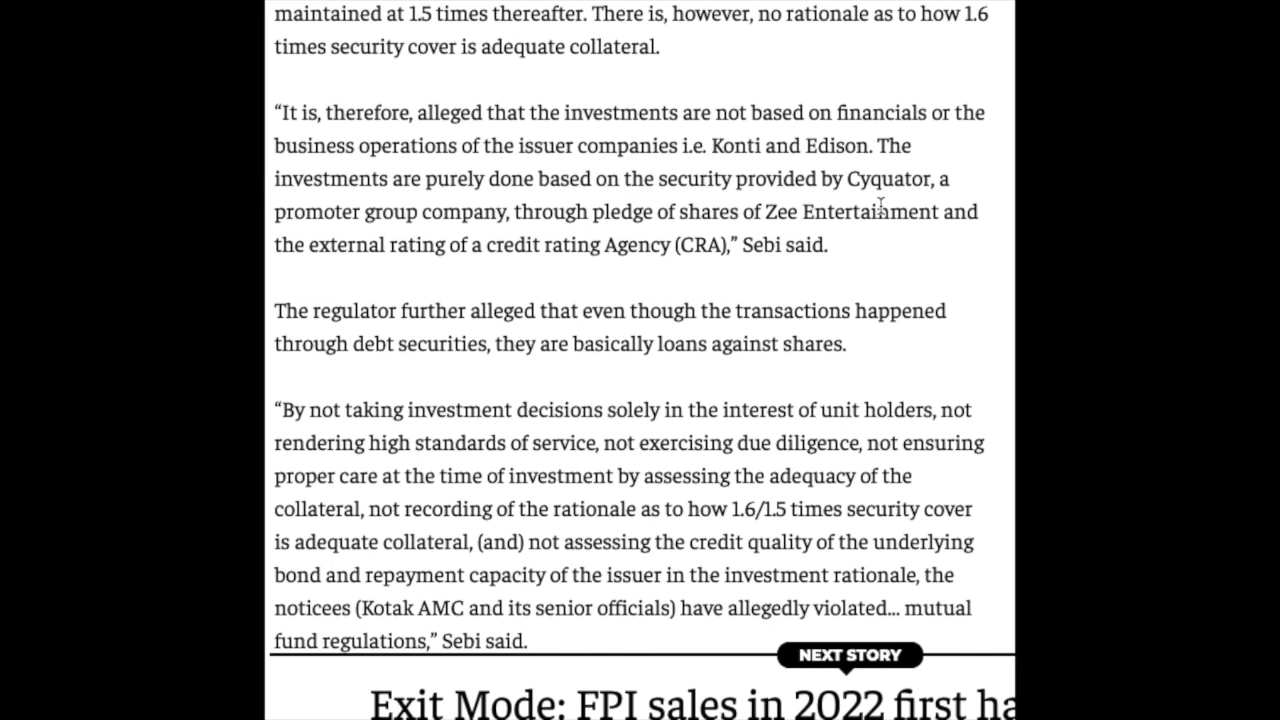 maintained at 1.5 times thereafter. There is, however, no rationale as to how 1.6
times security cover is adequate collateral.
“It is, therefore, alleged that the investments are not based on financials or the
business operations of the issuer companies i.e. Konti and Edison. The
investments are purely done based on the security provided by Cyquator, a
promoter group company, through pledge of shares of Zee Entertainment and
the external rating of a credit rating Agency (CRA),” Sebi said.
The regulator further alleged that even though the transactions happened
through debt securities, they are basically loans against shares.
“By not taking investment decisions solely in the interest of unit holders, not
rendering high standards of service, not exercising due diligence, not ensuring
proper care at the time of investment by assessing the adequacy of the
collateral, not recording of the rationale as to how 1.6/1.5 times security cover
is adequate collateral, (and) not assessing the credit quality of the underlying
bond and repayment capacity of the issuer in the investment rationale, the
noticees (Kotak AMC and its senior officials) have allegedly violated... mutual
fund regulations,” Sebi said.
NEXT STORY
Exit Mode: FPI sales in 2022 first ha